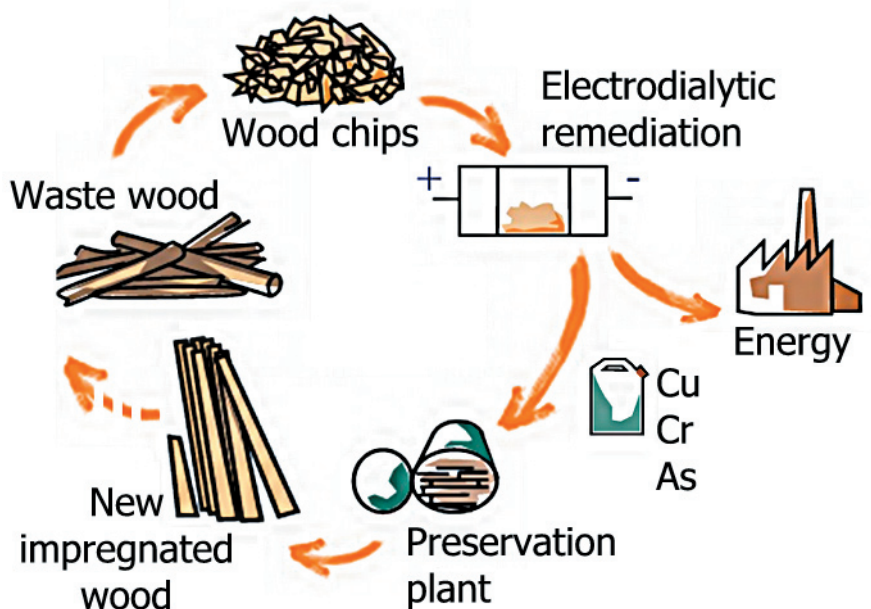 Wood chips
Electrodialytic
remediation
+
-
Waste wood
Energy
Cu
Cr
As
New
impregnated
wood
Preservation
plant